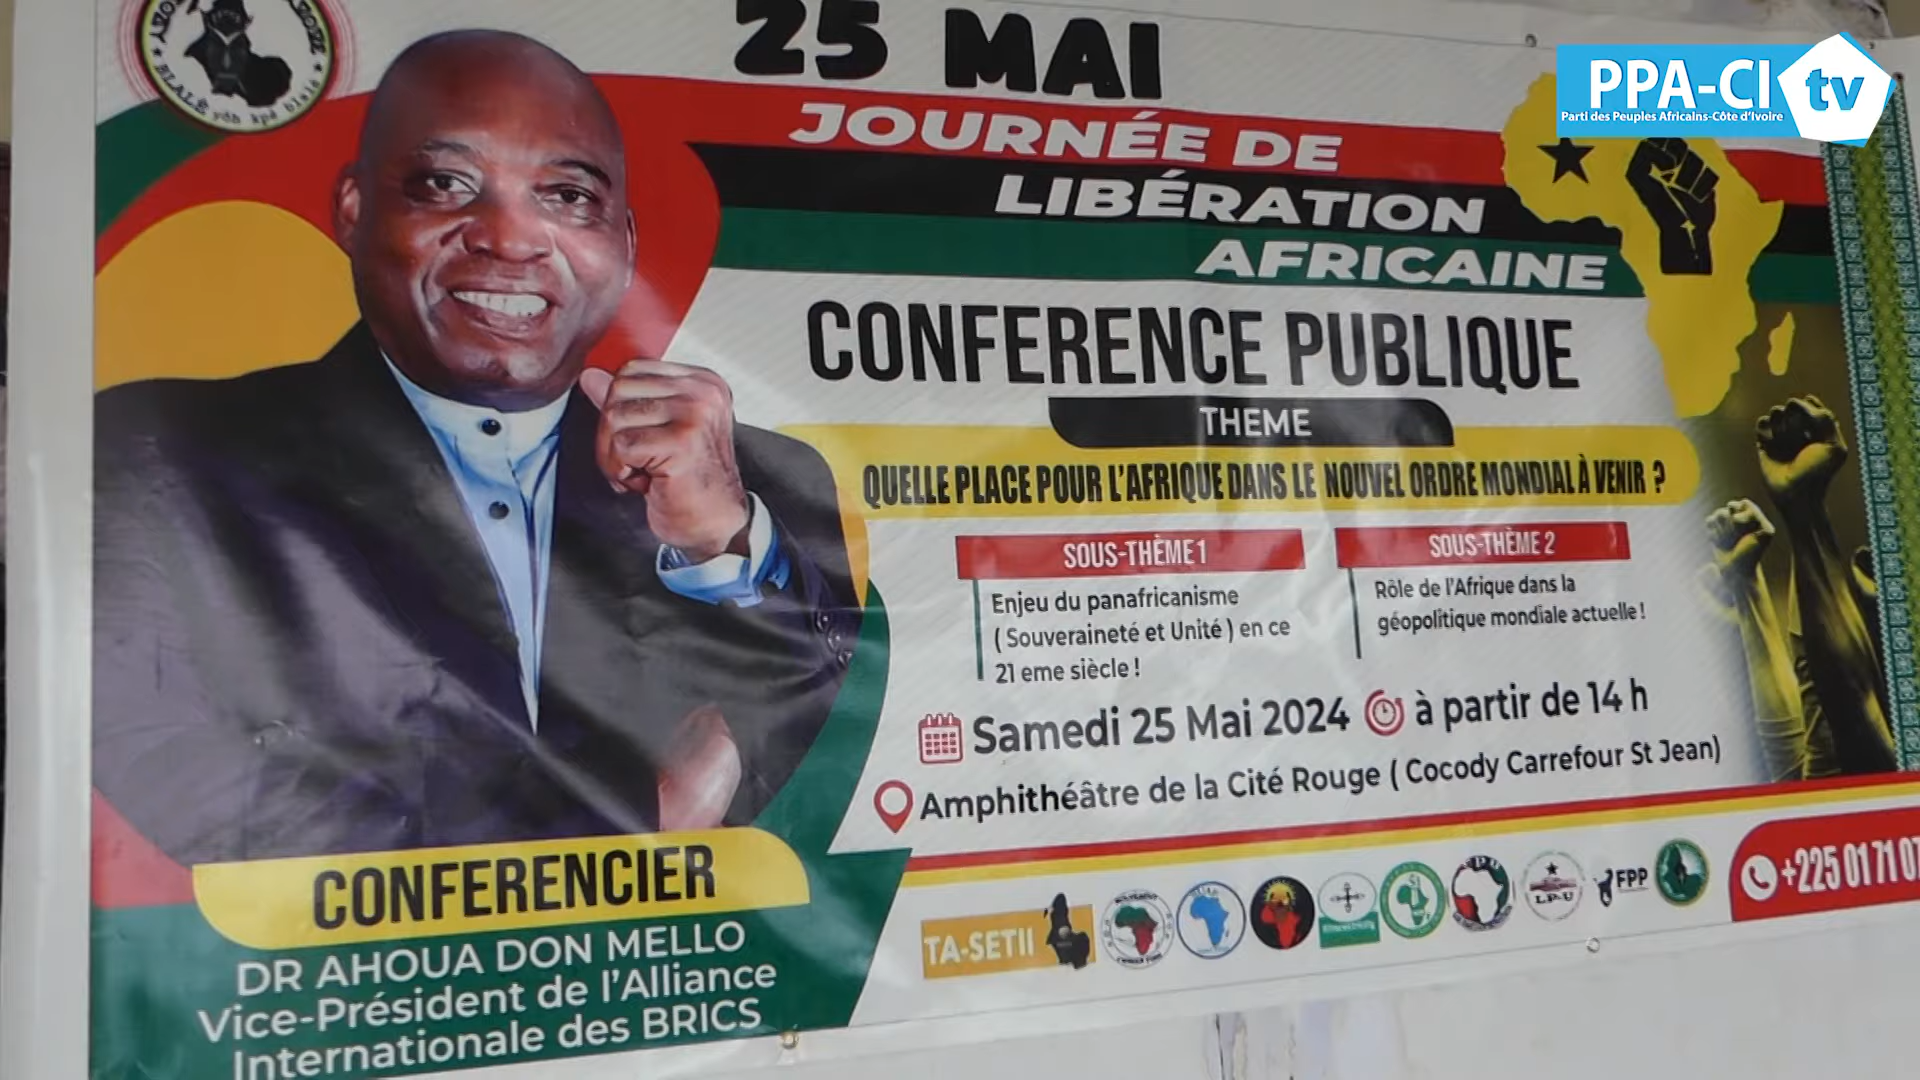 25 MAI
PPA-CI tv
Parti des Peuples Africains-Côte d'Ivoire
JOURNÉE DE
LIBÉRATION
AFRICAINE
CONFERENCE PUBLIQUE
THEME
QUELLE PLACE POUR L'AFRIQUE DANS LE NOUVEL ORDRE MONDIAL À VENIR ?
SOUS-THÈME 1
Enjeu du panafricanisme
( Souveraineté et Unité ) en ce
21 eme siècle !
SOUS-THÈME 2
Rôle de l'Afrique dans la
géopolitique mondiale actuelle !
Samedi 25 Mai 2024 à partir de 14 h
Amphithéâtre de la Cité Rouge ( Cocody Carrefour St Jean)
CONFERENCIER
DR AHOUA DON MELLO
Vice-Président de l'Alliance
Internationale des BRICS
TA-SETII
L.P.U
FPP
+225 01 71 07